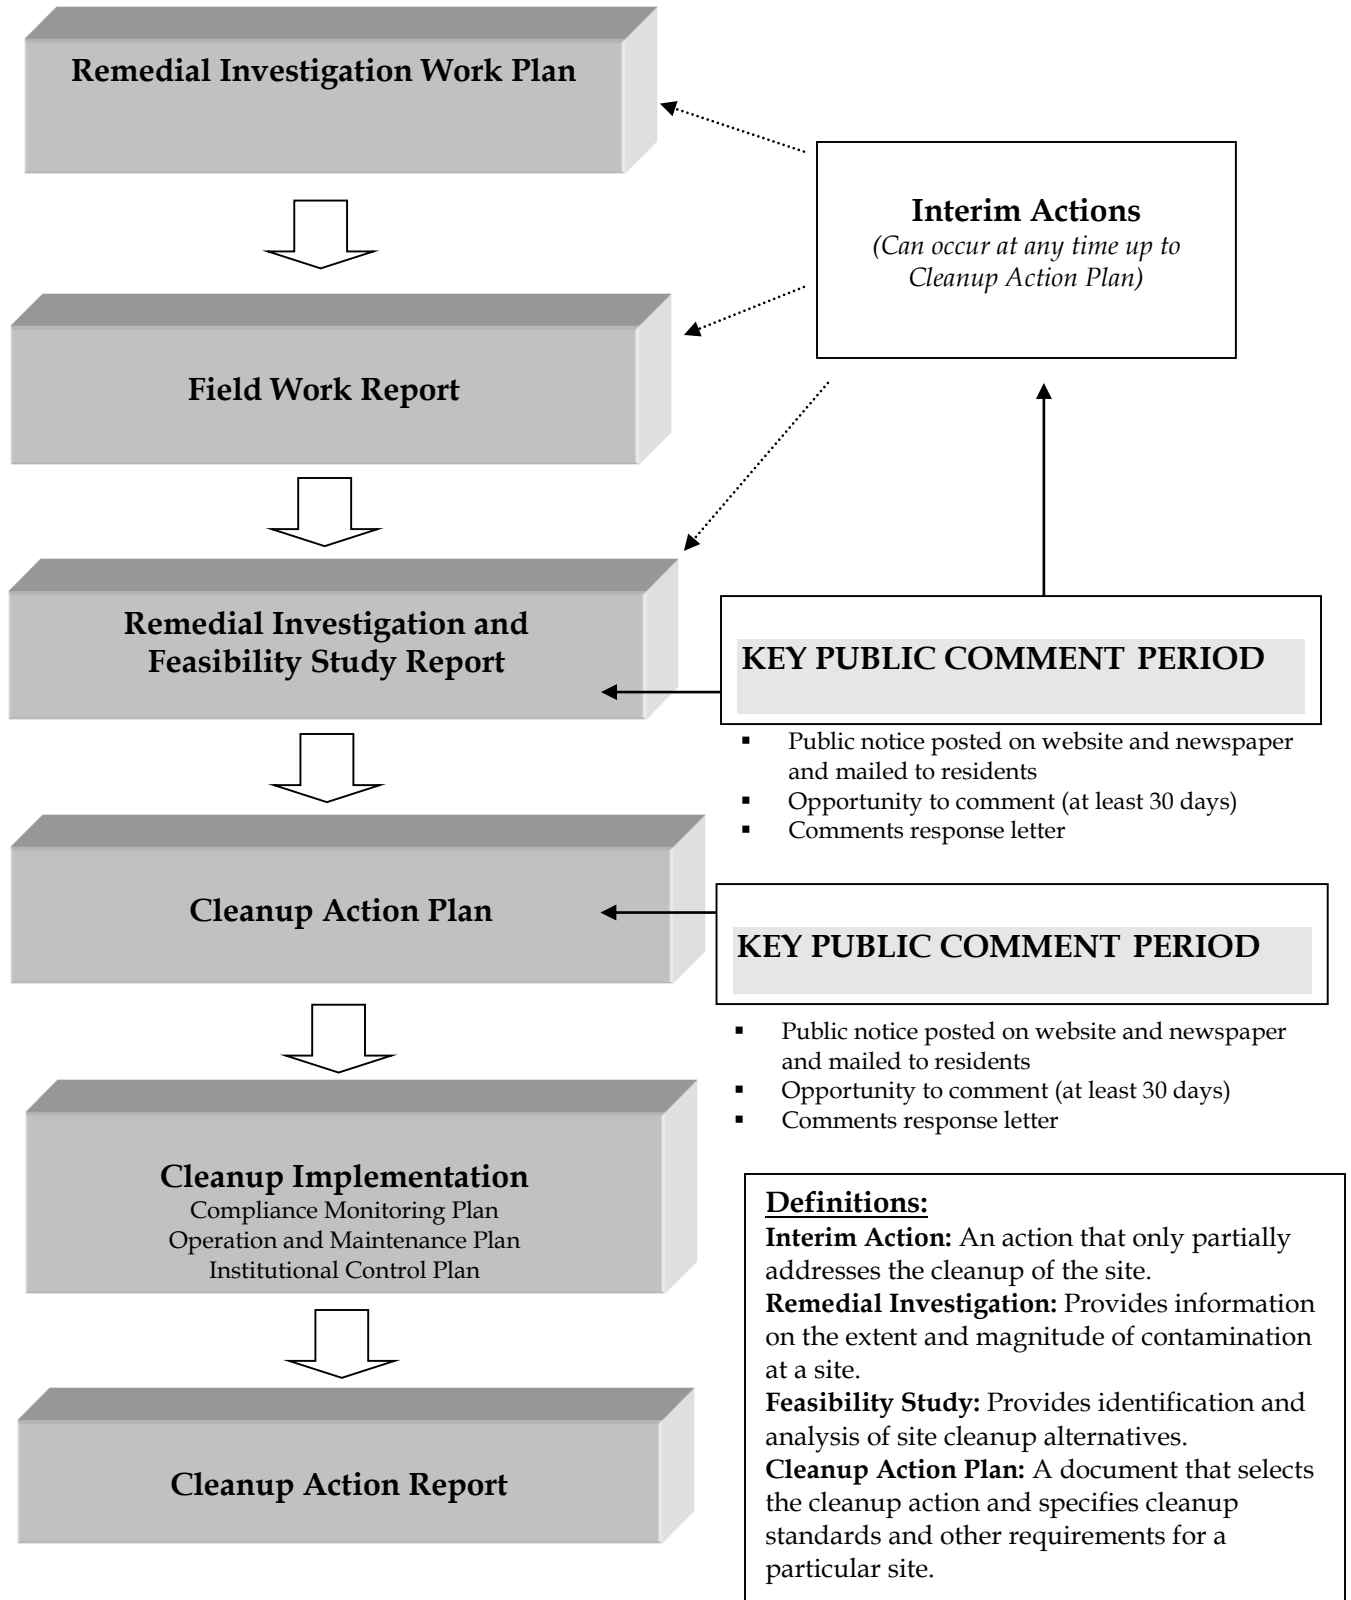 Remedial Investigation Work Plan
Interim Actions
(Can occur at any time up to
Cleanup Action Plan)
Field Work Report
Remedial Investigation and
Feasibility Study Report
KEY PUBLIC COMMENT PERIOD
▪ Public notice posted on website and newspaper
and mailed to residents
▪ Opportunity to comment (at least 30 days)
▪ Comments response letter
Cleanup Action Plan
KEY PUBLIC COMMENT PERIOD
▪ Public notice posted on website and newspaper
and mailed to residents
▪ Opportunity to comment (at least 30 days)
▪ Comments response letter
Cleanup Implementation
Compliance Monitoring Plan
Operation and Maintenance Plan
Institutional Control Plan
Cleanup Action Report
Definitions:
Interim Action: An action that only partially
addresses the cleanup of the site.
Remedial Investigation: Provides information
on the extent and magnitude of contamination
at a site.
Feasibility Study: Provides identification and
analysis of site cleanup alternatives.
Cleanup Action Plan: A document that selects
the cleanup action and specifies cleanup
standards and other requirements for a
particular site.